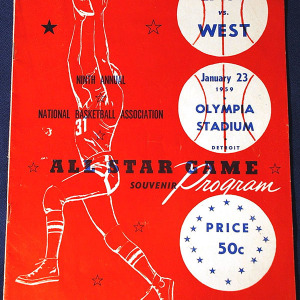 vs.
WEST
NINTH ANNUAL
January 23
1959
NATIONAL BASKETBALL ASSOCIATION
OLYMPIA
STADIUM
DETROIT
31
ALL STAR GAME
SOUVENIR Program
PRICE
50c